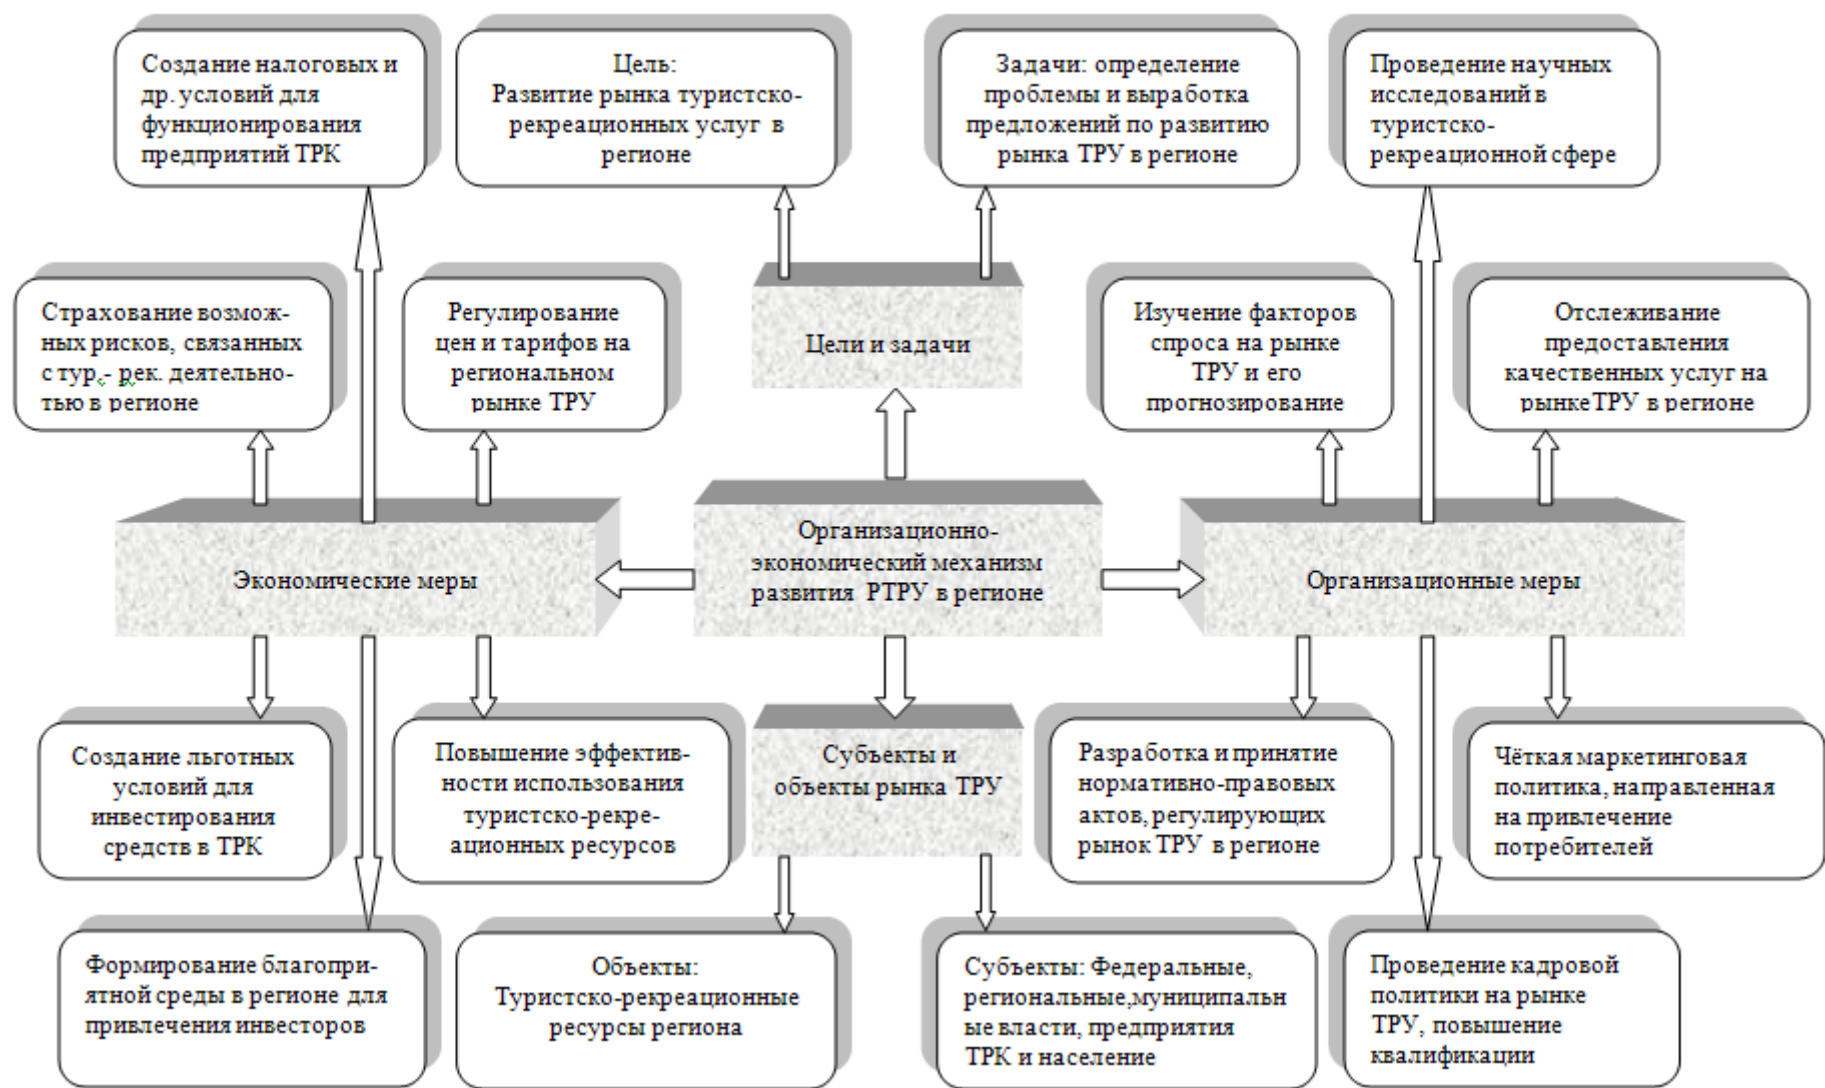 Создание налоговых и
др. условий для
функционирования
предприятий ТРК
Цель:
Развитие рынка туристско-
рекреационных услуг в
регионе
Задачи: определение
проблемы и выработка
предложений по развитию
рынка ТРУ в регионе
Проведение научных
исследований в
туристско-
рекреационной сфере
Страхование возмож-
ных рисков, связанных
с тур.- рек. деятельно-
тью в регионе
Регулирование
цен и тарифов на
региональном
рынке ТРУ
Цели и задачи
Изучение факторов
спроса на рынке
ТРУ и его
прогнозирование
Отслеживание
предоставления
качественных услуг на
рынкеТРУ в регионе
Экономические меры
Организационно-
экономический механизм
развития РТРУ в регионе
Организационные меры
Создание льготных
условий для
инвестирования
средств в ТРК
Повышение эффектив-
ности использования
туристско-рекре-
ационных ресурсов
Субъекты и
объекты рынка ТРУ
Разработка и принятие
нормативно-правовых
актов, регулирующих
рынок ТРУ в регионе
Чёткая маркетинговая
политика, направленная
на привлечение
потребителей
Формирование благопри-
ятной среды в регионе для
привлечения инвесторов
Объекты:
Туристско-рекреационные
ресурсы региона
Субъекты: Федеральные,
региональные,муниципальн
ые власти, предприятия
ТРК и население
Проведение кадровой
политики на рынке
ТРУ, повышение
квалификации